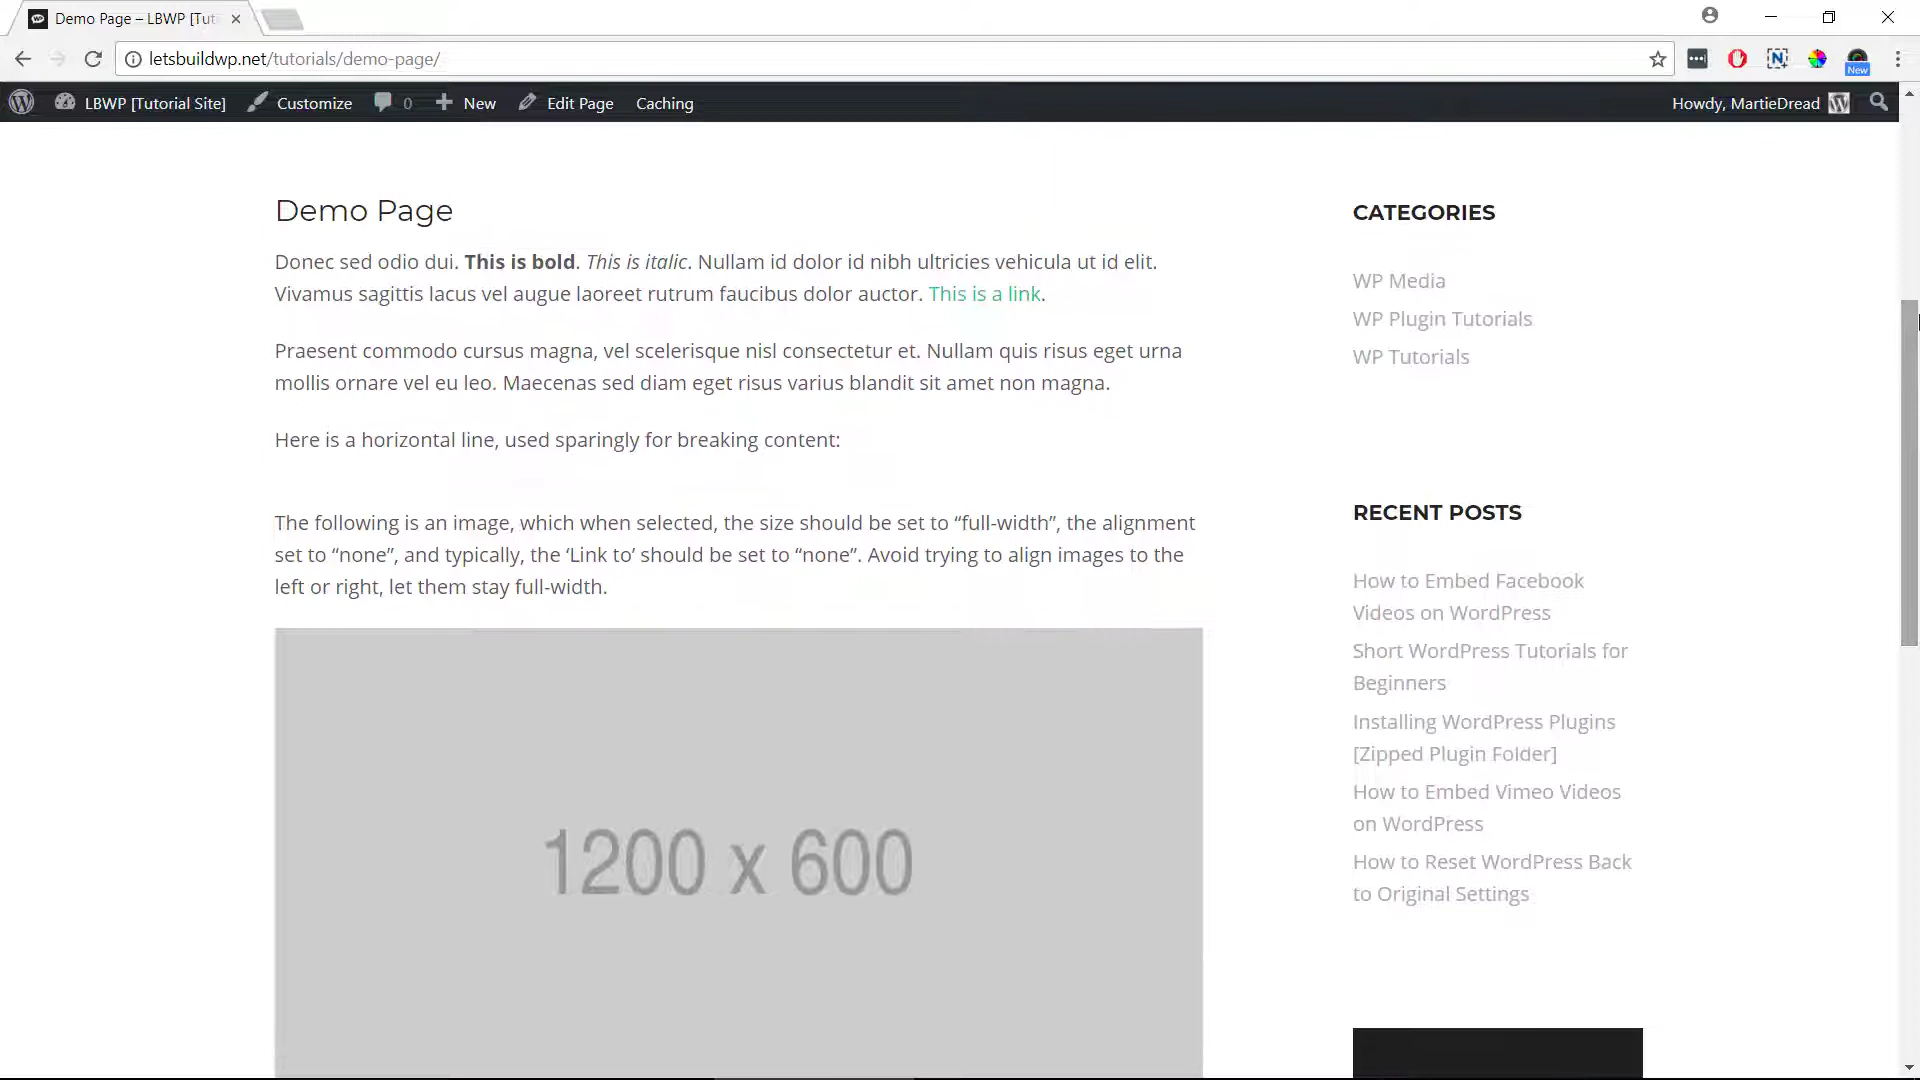 Demo Page – LBWP [Tut
letsbuildwp.net/tutorials/demo-page/
New
LBWP [Tutorial Site] Customize 0 New Edit Page Caching Howdy, MartieDread
Demo Page
Donec sed odio dui. This is bold. This is italic. Nullam id dolor id nibh ultricies vehicula ut id elit.
Vivamus sagittis lacus vel augue laoreet rutrum faucibus dolor auctor. This is a link.
Praesent commodo cursus magna, vel scelerisque nisl consectetur et. Nullam quis risus eget urna
mollis ornare vel eu leo. Maecenas sed diam eget risus varius blandit sit amet non magna.
Here is a horizontal line, used sparingly for breaking content:
The following is an image, which when selected, the size should be set to “full-width”, the alignment
set to “none”, and typically, the ‘Link to’ should be set to “none”. Avoid trying to align images to the
left or right, let them stay full-width.
1200 x 600
CATEGORIES
WP Media
WP Plugin Tutorials
WP Tutorials
RECENT POSTS
How to Embed Facebook
Videos on WordPress
Short WordPress Tutorials for
Beginners
Installing WordPress Plugins
[Zipped Plugin Folder]
How to Embed Vimeo Videos
on WordPress
How to Reset WordPress Back
to Original Settings